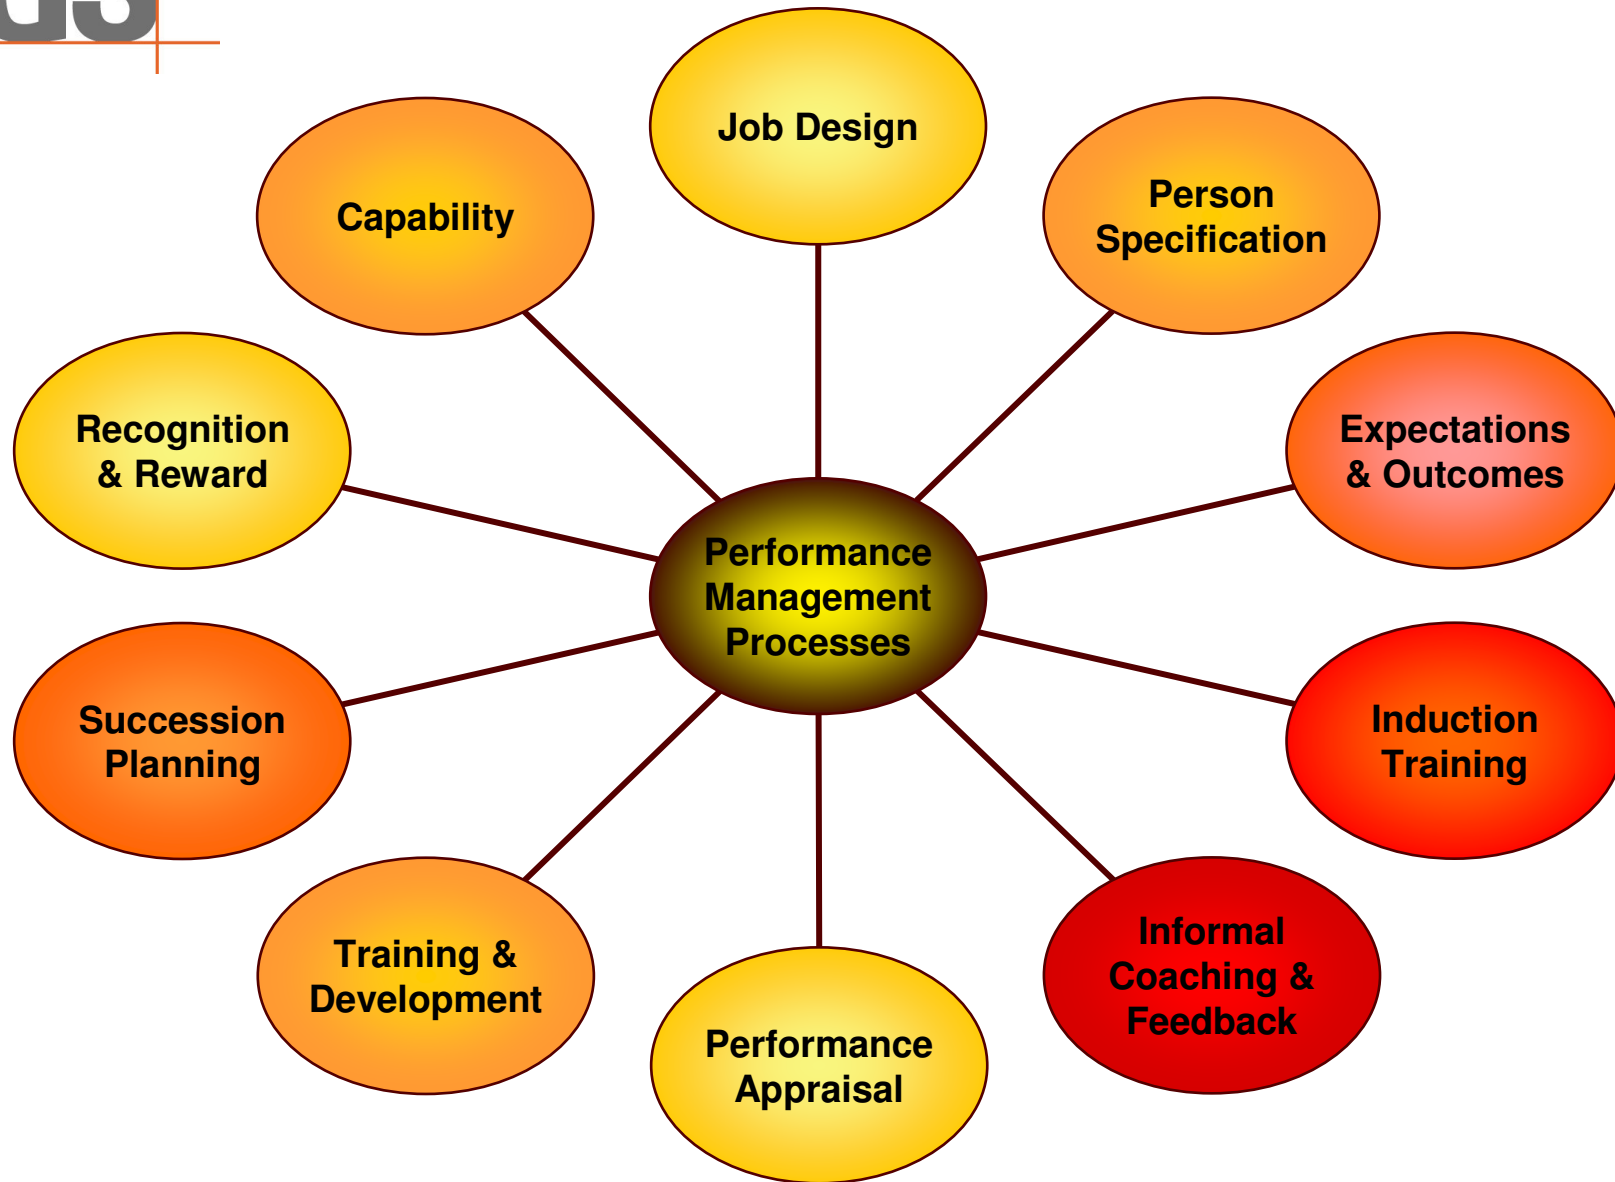 Job Design
Person
Specification
Expectations
& Outcomes
Induction
Training
Informal
Coaching &
Feedback
Performance
Appraisal
Training &
Development
Succession
Planning
Recognition
& Reward
Capability
Performance
Management
Processes